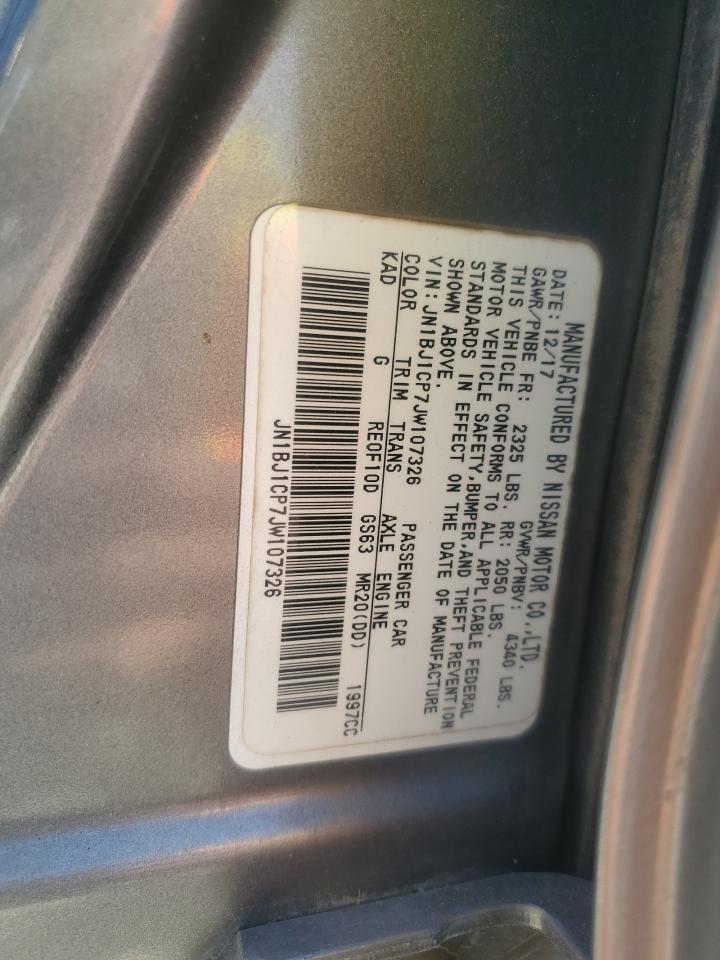 MANUFACTURED BY NISSAN MOTOR CO.,LTD.
DATE: 12/17 GVWR/PNBV: 4340 LBS.
GAWR/PNBE FR: 2325 LBS. RR: 2050 LBS.
THIS VEHICLE CONFORMS TO ALL APPLICABLE FEDERAL
MOTOR VEHICLE SAFETY,BUMPER,AND THEFT PREVENTION
STANDARDS IN EFFECT ON THE DATE OF MANUFACTURE
SHOWN ABOVE.
VIN: JN1BJ1CP7JW107326 PASSENGER CAR
COLOR TRIM TRANS AXLE ENGINE
KAD G RE0F10D GS63 MR20(DD) 1997CC
JN1BJ1CP7JW107326